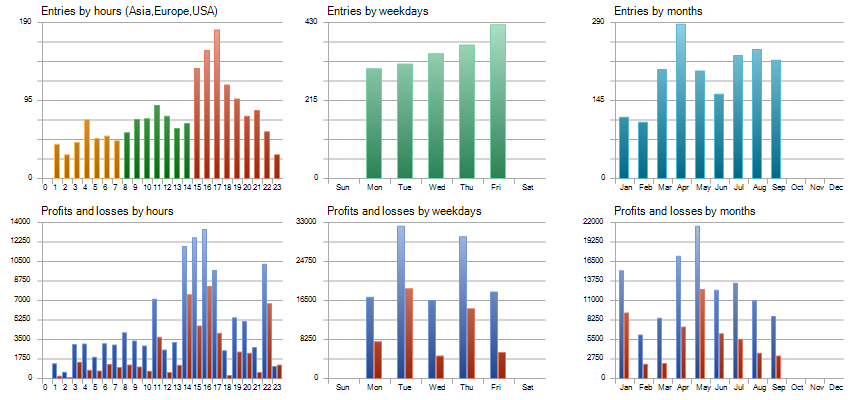 Entries by hours (Asia,Europe,USA)
190
95
0
0 1 2 3 4 5 6 7 8 9 10 11 12 13 14 15 16 17 18 19 20 21 22 23
Entries by weekdays
430
215
0
Sun Mon Tue Wed Thu Fri Sat
Entries by months
290
145
0
Jan Feb Mar Apr May Jun Jul Aug Sep Oct Nov Dec
Profits and losses by hours
14000
12250
10500
8750
7000
5250
3500
1750
0
0 1 2 3 4 5 6 7 8 9 10 11 12 13 14 15 16 17 18 19 20 21 22 23
Profits and losses by weekdays
33000
24750
16500
8250
0
Sun Mon Tue Wed Thu Fri Sat
Profits and losses by months
22000
19250
16500
13750
11000
8250
5500
2750
0
Jan Feb Mar Apr May Jun Jul Aug Sep Oct Nov Dec